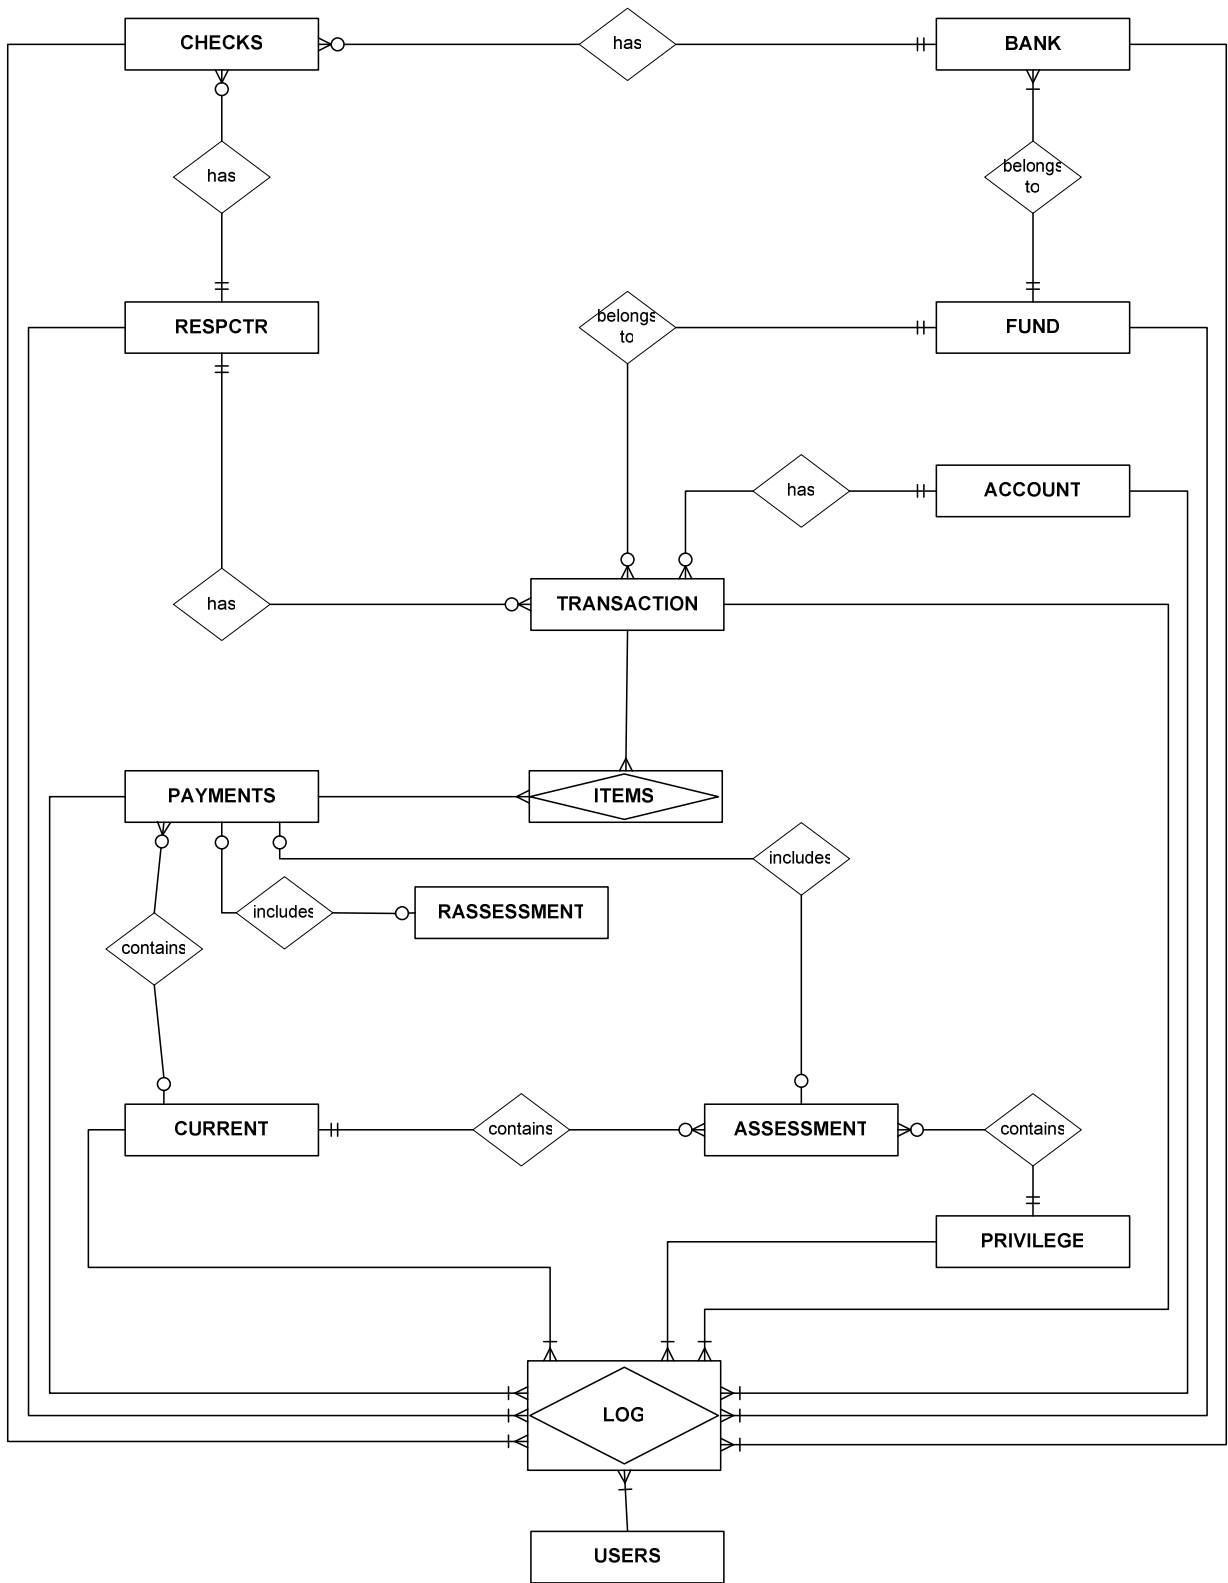 CHECKS
has
BANK
has
belongs
to
RESPCTR
belongs
to
FUND
has
ACCOUNT
has
TRANSACTION
PAYMENTS
ITEMS
includes
includes
RASSESSMENT
contains
CURRENT
contains
ASSESSMENT
contains
PRIVILEGE
LOG
USERS